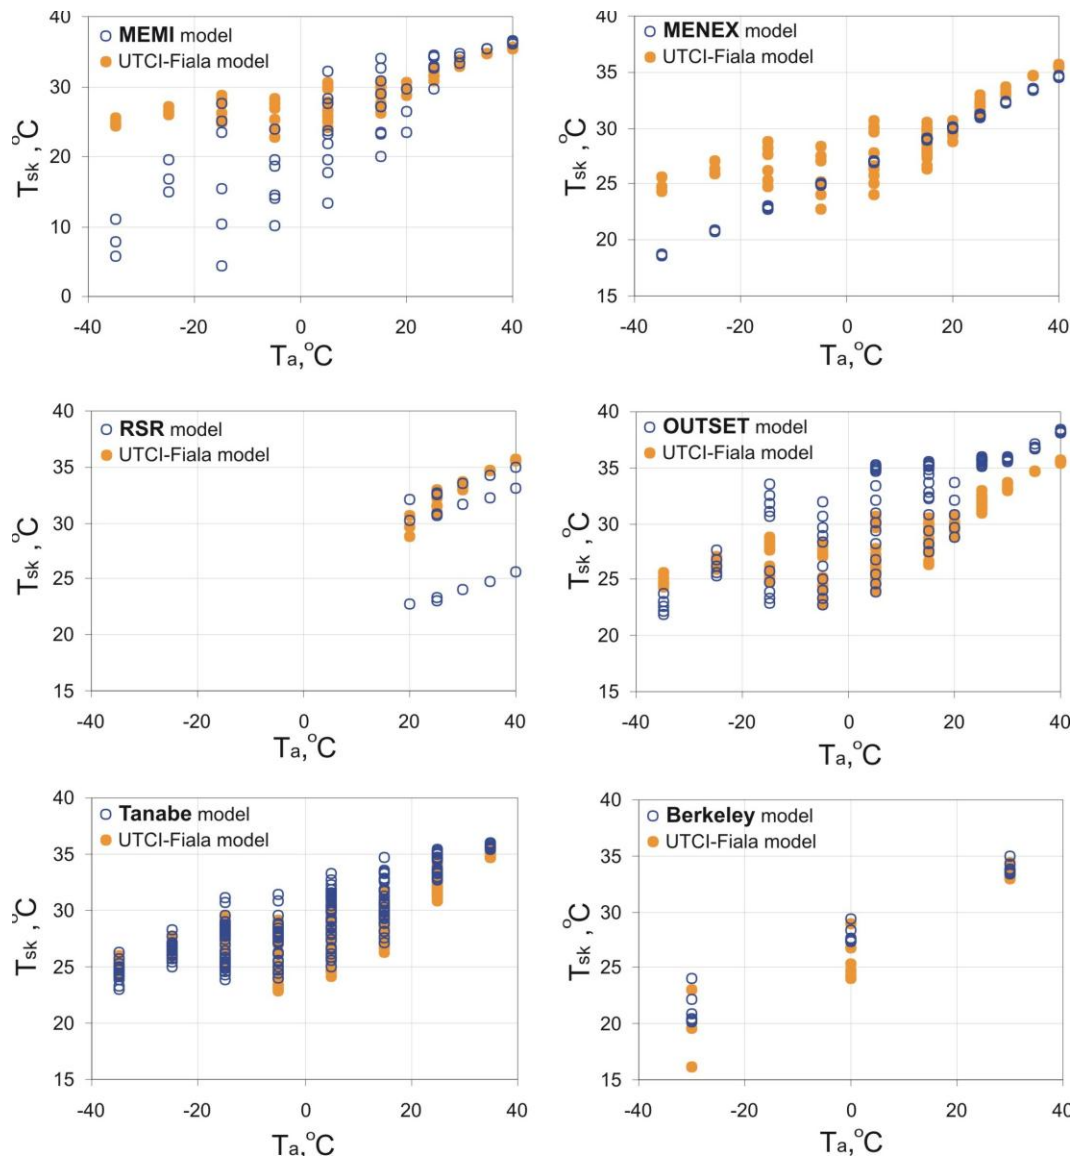 40
MEMI model
UTCI-Fiala model
30
Tsk ,°C
20
10
0
-40 -20 0 20 40
Ta,°C
40
MENEX model
UTCI-Fiala model
35
30
Tsk ,°C
25
20
15
-40 -20 0 20 40
Ta,°C
40
RSR model
UTCI-Fiala model
35
30
Tsk ,°C
25
20
15
-40 -20 0 20 40
Ta,°C
40
OUTSET model
UTCI-Fiala model
35
30
Tsk ,°C
25
20
15
-40 -20 0 20 40
Ta,°C
40
Tanabe model
UTCI-Fiala model
35
30
Tsk ,°C
25
20
15
-40 -20 0 20 40
Ta,°C
40
Berkeley model
UTCI-Fiala model
35
30
Tsk ,°C
25
20
15
-40 -20 0 20 40
Ta,°C